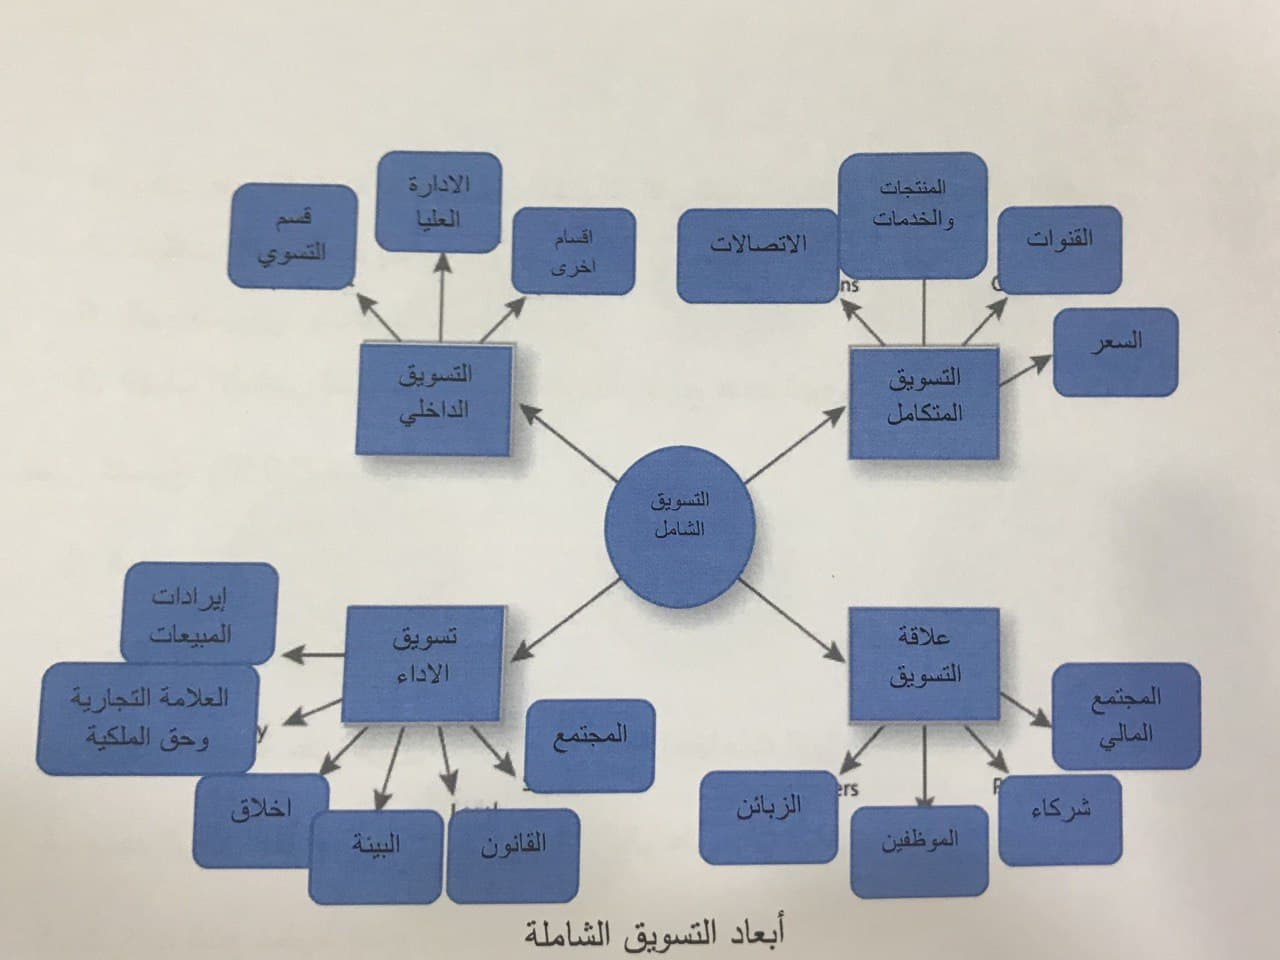 الادارة
العليا
قسم
التسوي
اقسام
اخرى
المنتجات
والخدمات
الاتصالات
القنوات
ns
C
السعر
التسويق
الداخلي
التسويق
المتكامل
التسويق
الشامل
إيرادات
المبيعات
تسويق
الاداء
علاقة
التسويق
العلامة التجارية
وحق الملكية
y
المجتمع
المجتمع
المالي
اخلاق
البيئة
القانون
الزبائن
ers
الموظفين
P
شركاء
أبعاد التسويق الشاملة